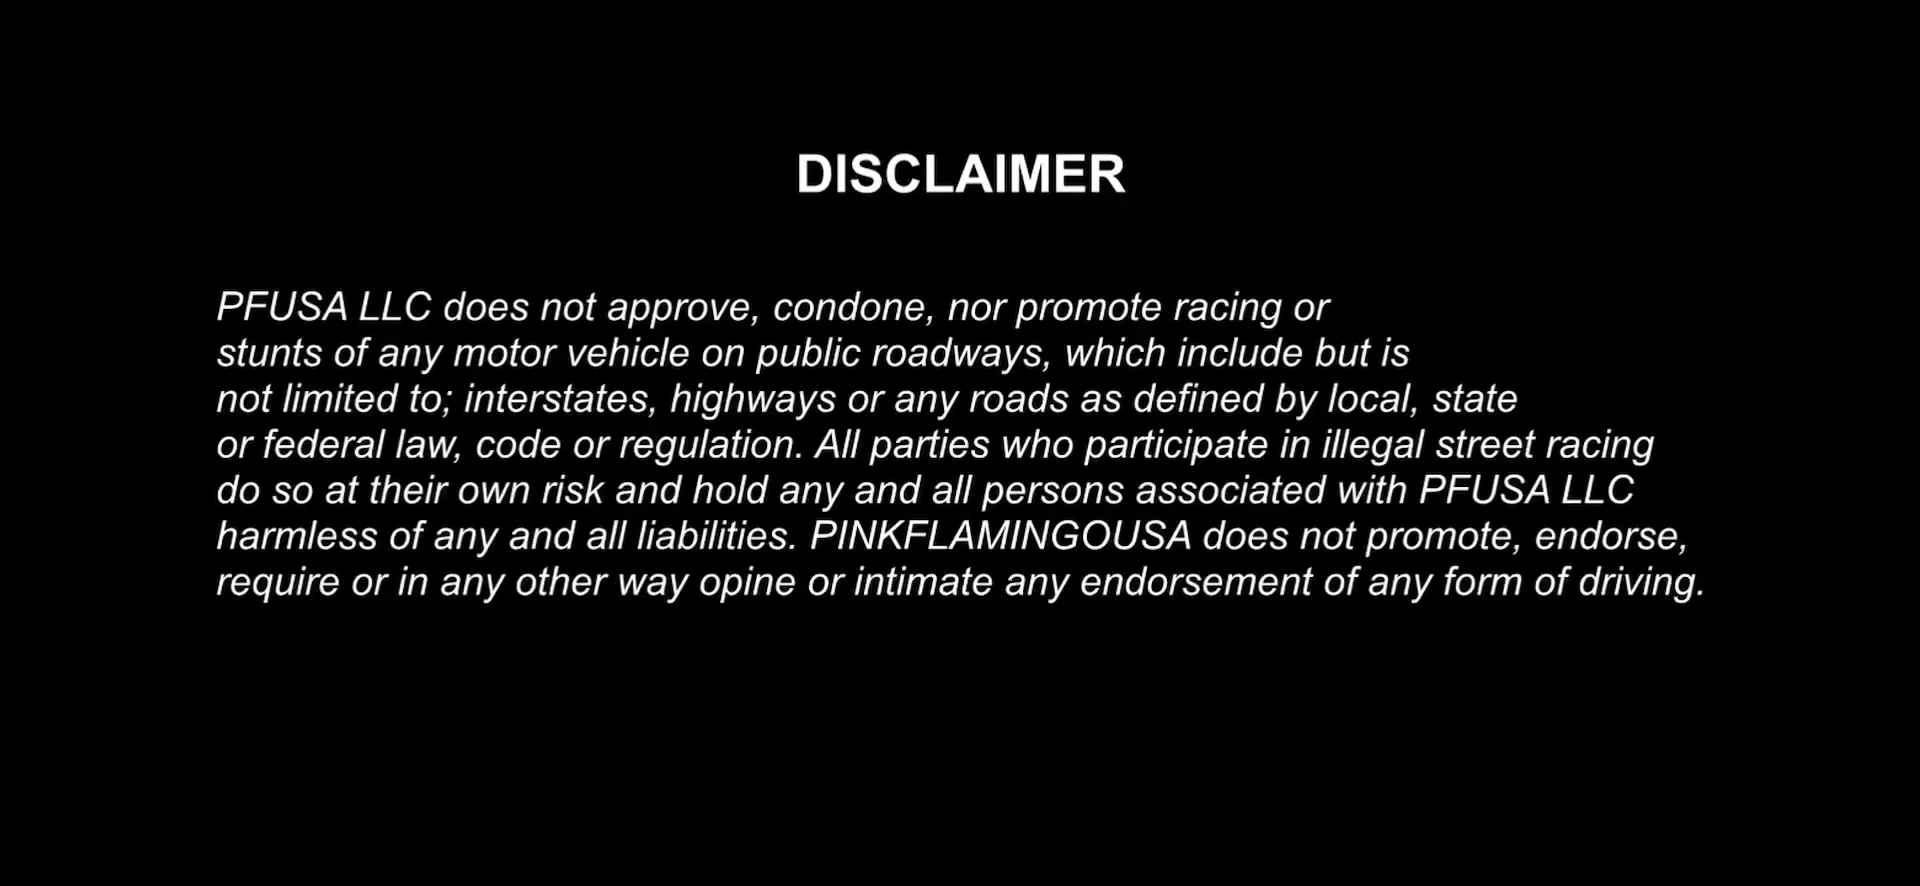 DISCLAIMER
PFUSA LLC does not approve, condone, nor promote racing or
stunts of any motor vehicle on public roadways, which include but is
not limited to; interstates, highways or any roads as defined by local, state
or federal law, code or regulation. All parties who participate in illegal street racing
do so at their own risk and hold any and all persons associated with PFUSA LLC
harmless of any and all liabilities. PINKFLAMINGOUSA does not promote, endorse,
require or in any other way opine or intimate any endorsement of any form of driving.